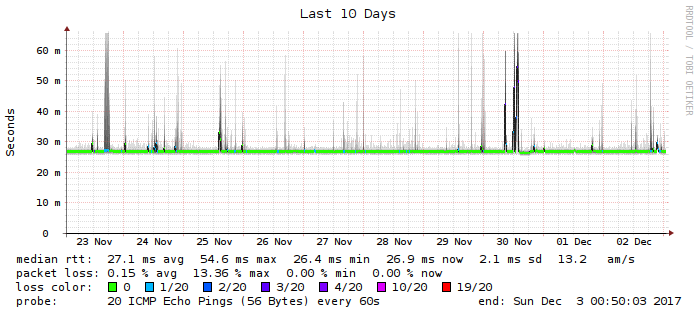 Last 10 Days
RRDTOOL / TOBI OETIKER
Seconds
60 m
50 m
40 m
30 m
20 m
10 m
0
23 Nov 24 Nov 25 Nov 26 Nov 27 Nov 28 Nov 29 Nov 30 Nov 01 Dec 02 Dec
median rtt: 27.1 ms avg 54.6 ms max 26.4 ms min 26.9 ms now 2.1 ms sd 13.2 am/s
packet loss: 0.15 % avg 13.36 % max 0.00 % min 0.00 % now
loss color: 0 1/20 2/20 3/20 4/20 10/20 19/20
probe: 20 ICMP Echo Pings (56 Bytes) every 60s end: Sun Dec 3 00:50:03 2017